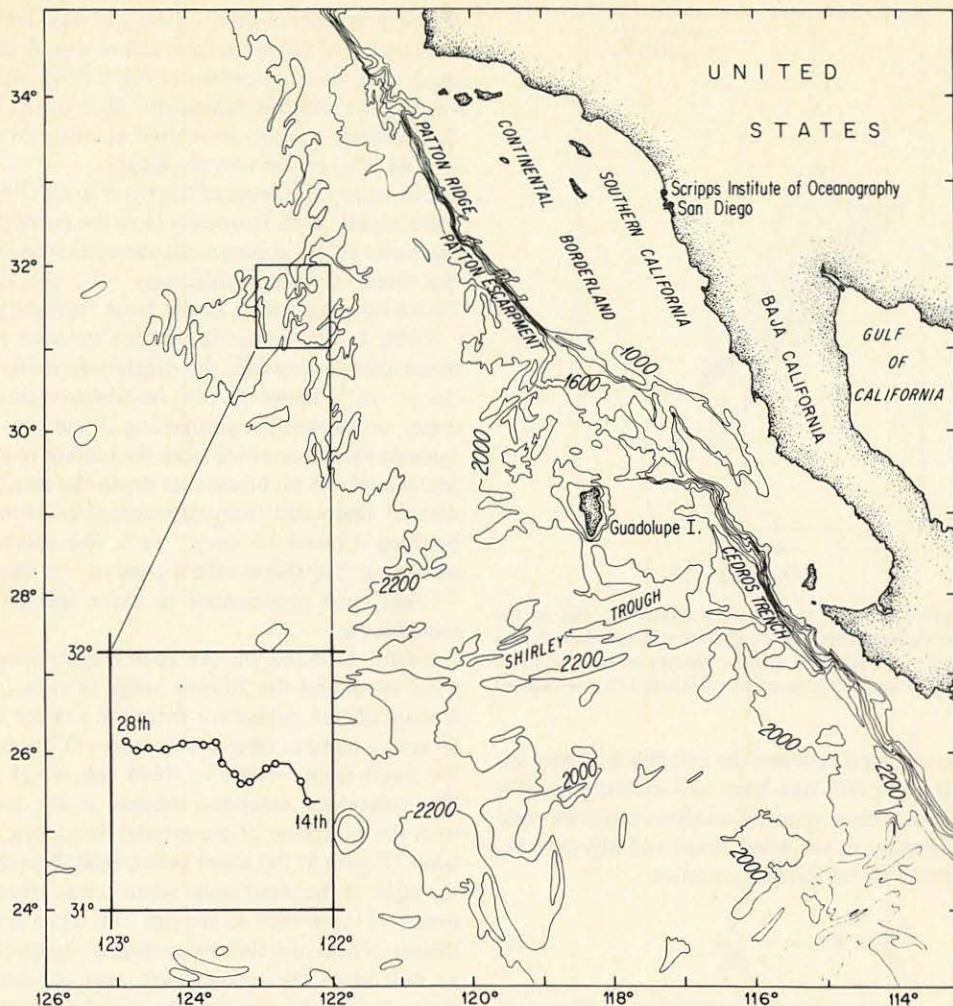 UNITED
STATES
34°
32°
30°
28°
26°
24°
126°
124°
122°
120°
118°
116°
114°
PATTON RIDGE
PATTON ESCARPMENT
CONTINENTAL
BORDERLAND
SOUTHERN CALIFORNIA
Scripps Institute of Oceanography
San Diego
BAJA CALIFORNIA
GULF
OF
CALIFORNIA
1000
1600
2000
Guadalupe I.
CEDROS TRENCH
2200
SHIRLEY TROUGH
2200
2000
2200
2000
2200
2000
32°
28th
14th
31°
123°
122°